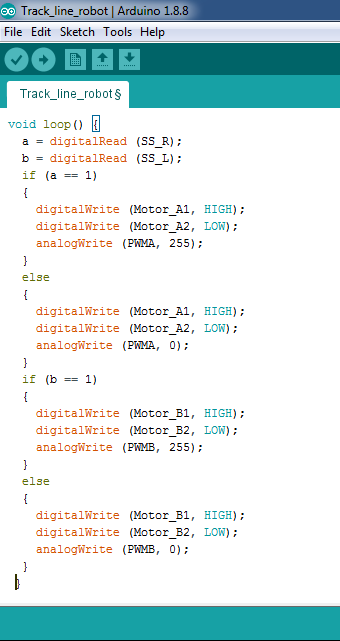 Track_line_robot | Arduino 1.8.8
File Edit Sketch Tools Help
Track_line_robot§
void loop() {
  a = digitalRead (SS_R);
  b = digitalRead (SS_L);
  if (a == 1)
  {
    digitalWrite (Motor_A1, HIGH);
    digitalWrite (Motor_A2, LOW);
    analogWrite (PWMA, 255);
  }
  else
  {
    digitalWrite (Motor_A1, HIGH);
    digitalWrite (Motor_A2, LOW);
    analogWrite (PWMA, 0);
  }
  if (b == 1)
  {
    digitalWrite (Motor_B1, HIGH);
    digitalWrite (Motor_B2, LOW);
    analogWrite (PWMB, 255);
  }
  else
  {
    digitalWrite (Motor_B1, HIGH);
    digitalWrite (Motor_B2, LOW);
    analogWrite (PWMB, 0);
  }
 }